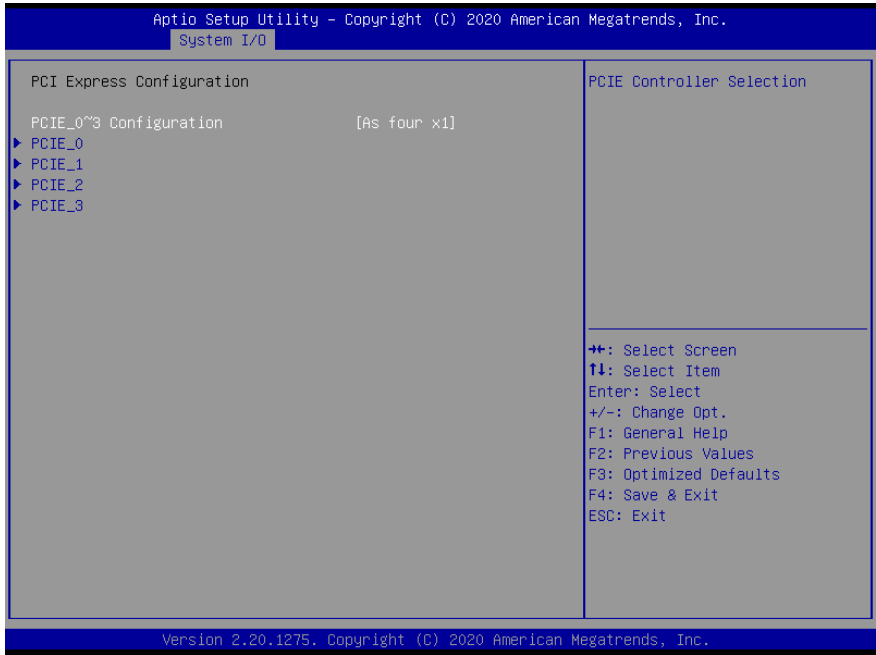 Aptio Setup Utility – Copyright (C) 2020 American Megatrends, Inc.
System I/O
PCI Express Configuration
PCIE_0~3 Configuration [As four x1]
PCIE_0
PCIE_1
PCIE_2
PCIE_3
PCIE Controller Selection
→←: Select Screen
↑↓: Select Item
Enter: Select
+/-: Change Opt.
F1: General Help
F2: Previous Values
F3: Optimized Defaults
F4: Save & Exit
ESC: Exit
Version 2.20.1275. Copyright (C) 2020 American Megatrends, Inc.